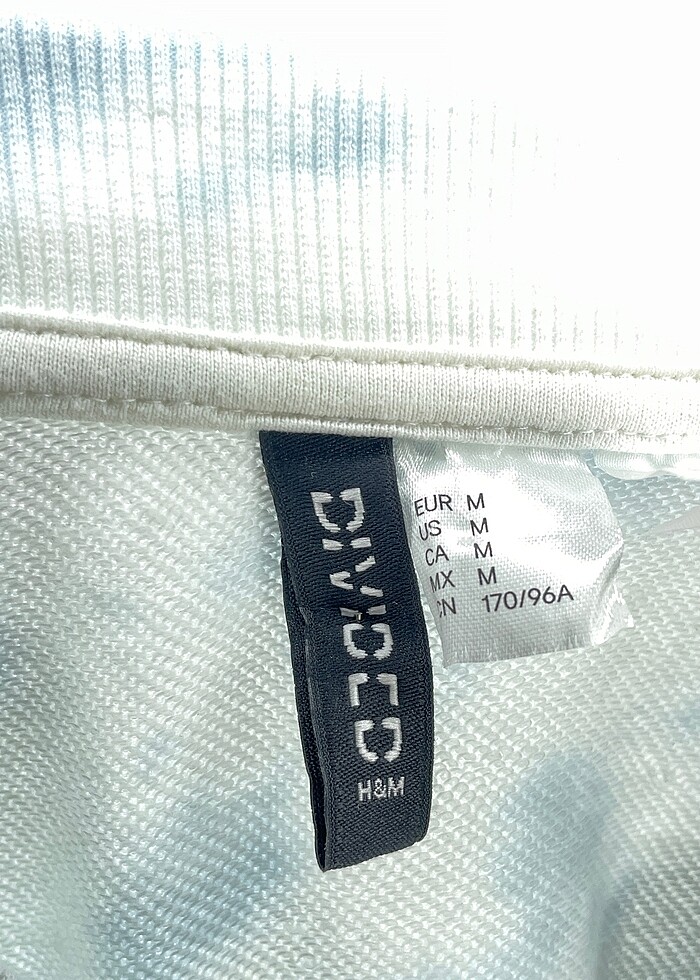 DIVIDED
H&M
EUR M
US M
CA M
MX M
CN 170/96A